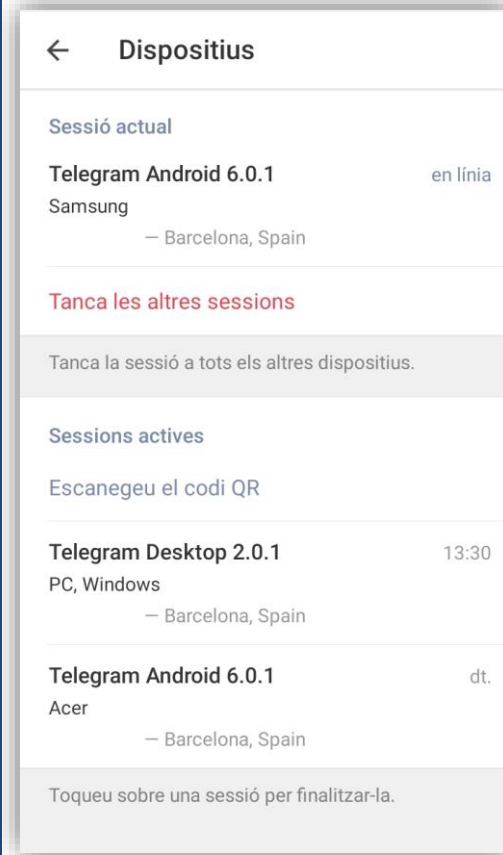 Dispositius
Sessió actual
Telegram Android 6.0.1 en línia
Samsung
— Barcelona, Spain
Tanca les altres sessions
Tanca la sessió a tots els altres dispositius.
Sessions actives
Escanegeu el codi QR
Telegram Desktop 2.0.1 13:30
PC, Windows
— Barcelona, Spain
Telegram Android 6.0.1 dt.
Acer
— Barcelona, Spain
Toqueu sobre una sessió per finalitzar-la.